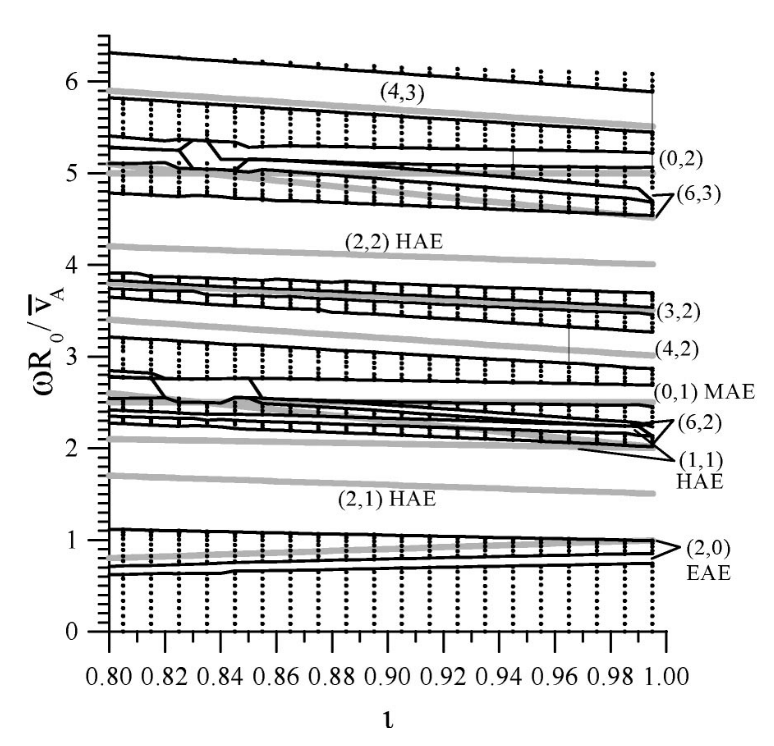 6
(4,3)
(0,2)
5
(6,3)
(2,2) HAE
4
(3,2)
(4,2)
3
(0,1) MAE
(6,2)
2
(1,1)
HAE
(2,1) HAE
1
(2,0)
EAE
0
ωR₀/v̄_A
0.80 0.82 0.84 0.86 0.88 0.90 0.92 0.94 0.96 0.98 1.00
ι